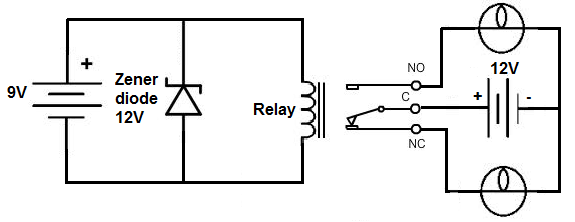 +
9V
Zener
diode
12V
Relay
NO
C
NC
12V
+ -